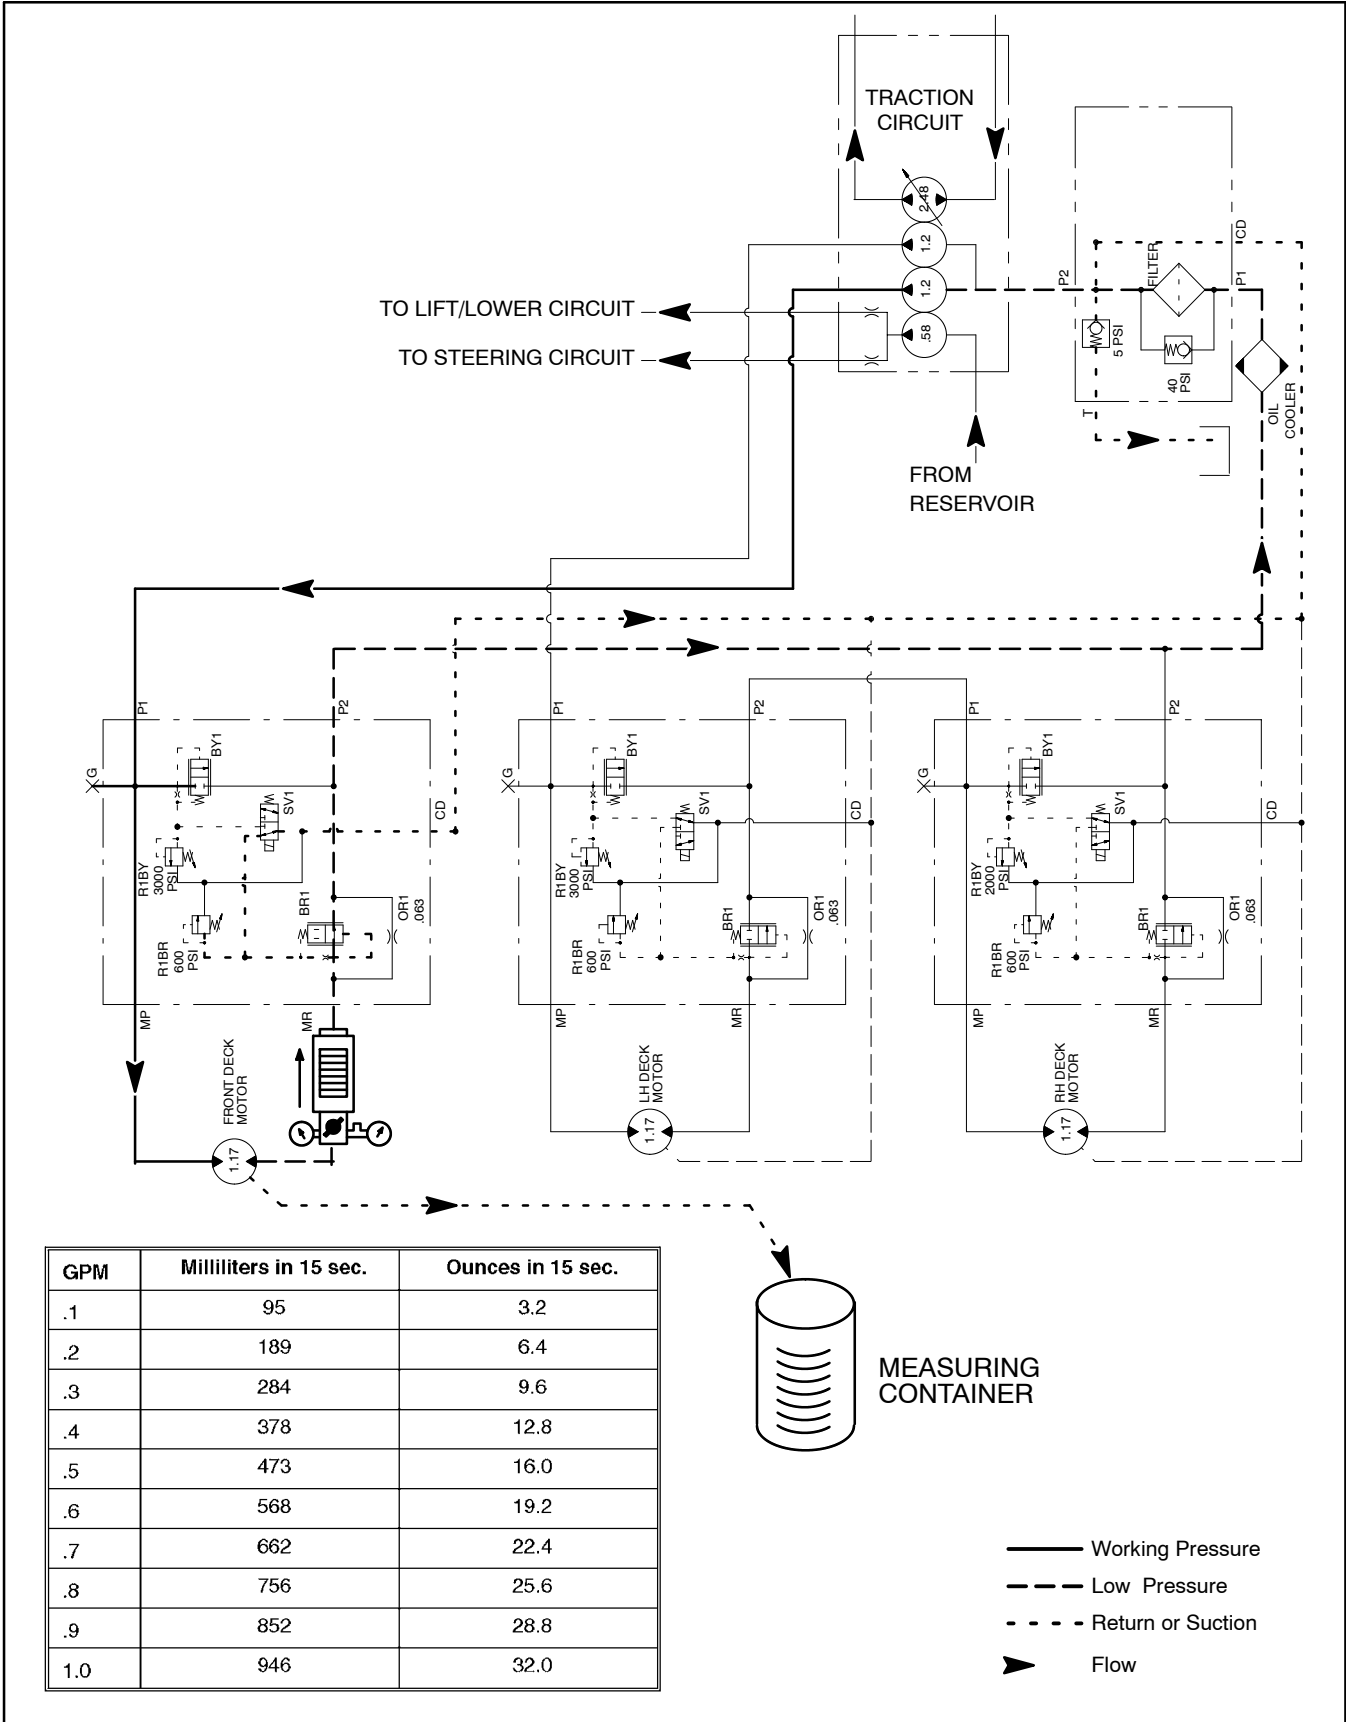 TRACTION
CIRCUIT
2.48
1.2
1.2
.58
TO LIFT/LOWER CIRCUIT
TO STEERING CIRCUIT
FROM
RESERVOIR
P2
CD
P1
FILTER
5 PSI
40
PSI
T
OIL
COOLER
P1
P2
G
BY1
SV1
CD
R1BY
3000
PSI
BR1
OR1
.063
R1BR
600
PSI
MP
MR
FRONT DECK
MOTOR
1.17
P1
P2
G
BY1
SV1
CD
R1BY
3000
PSI
BR1
OR1
.063
R1BR
600
PSI
MP
MR
LH DECK
MOTOR
1.17
P1
P2
G
BY1
SV1
CD
R1BY
2000
PSI
BR1
OR1
.063
R1BR
600
PSI
MP
MR
RH DECK
MOTOR
1.17
GPM Milliliters in 15 sec. Ounces in 15 sec.
.1 95 3.2
.2 189 6.4
.3 284 9.6
.4 378 12.8
.5 473 16.0
.6 568 19.2
.7 662 22.4
.8 756 25.6
.9 852 28.8
1.0 946 32.0
MEASURING
CONTAINER
Working Pressure
Low Pressure
Return or Suction
Flow